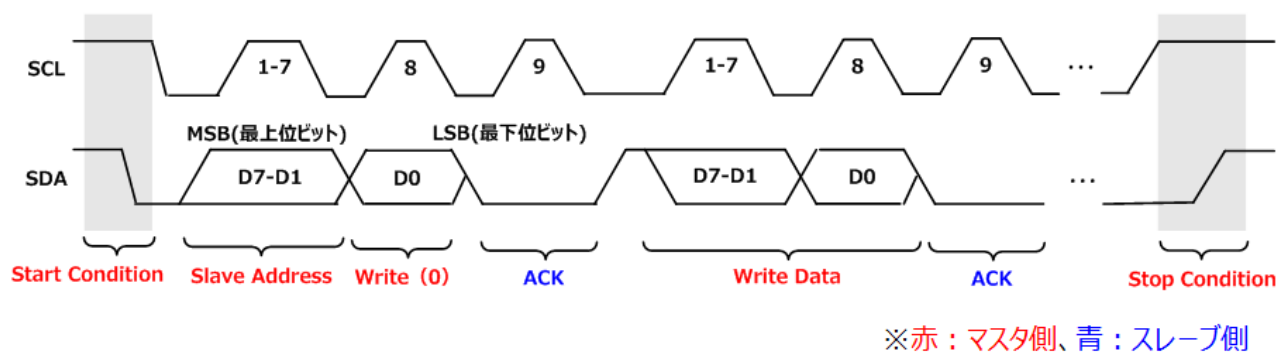 SCL 1-7 8 9 1-7 8 9 ...
MSB(最上位ビット) LSB(最下位ビット)
SDA D7-D1 D0 D7-D1 D0 ...
Start Condition Slave Address Write（0） ACK Write Data ACK Stop Condition
※赤：マスタ側、青：スレーブ側